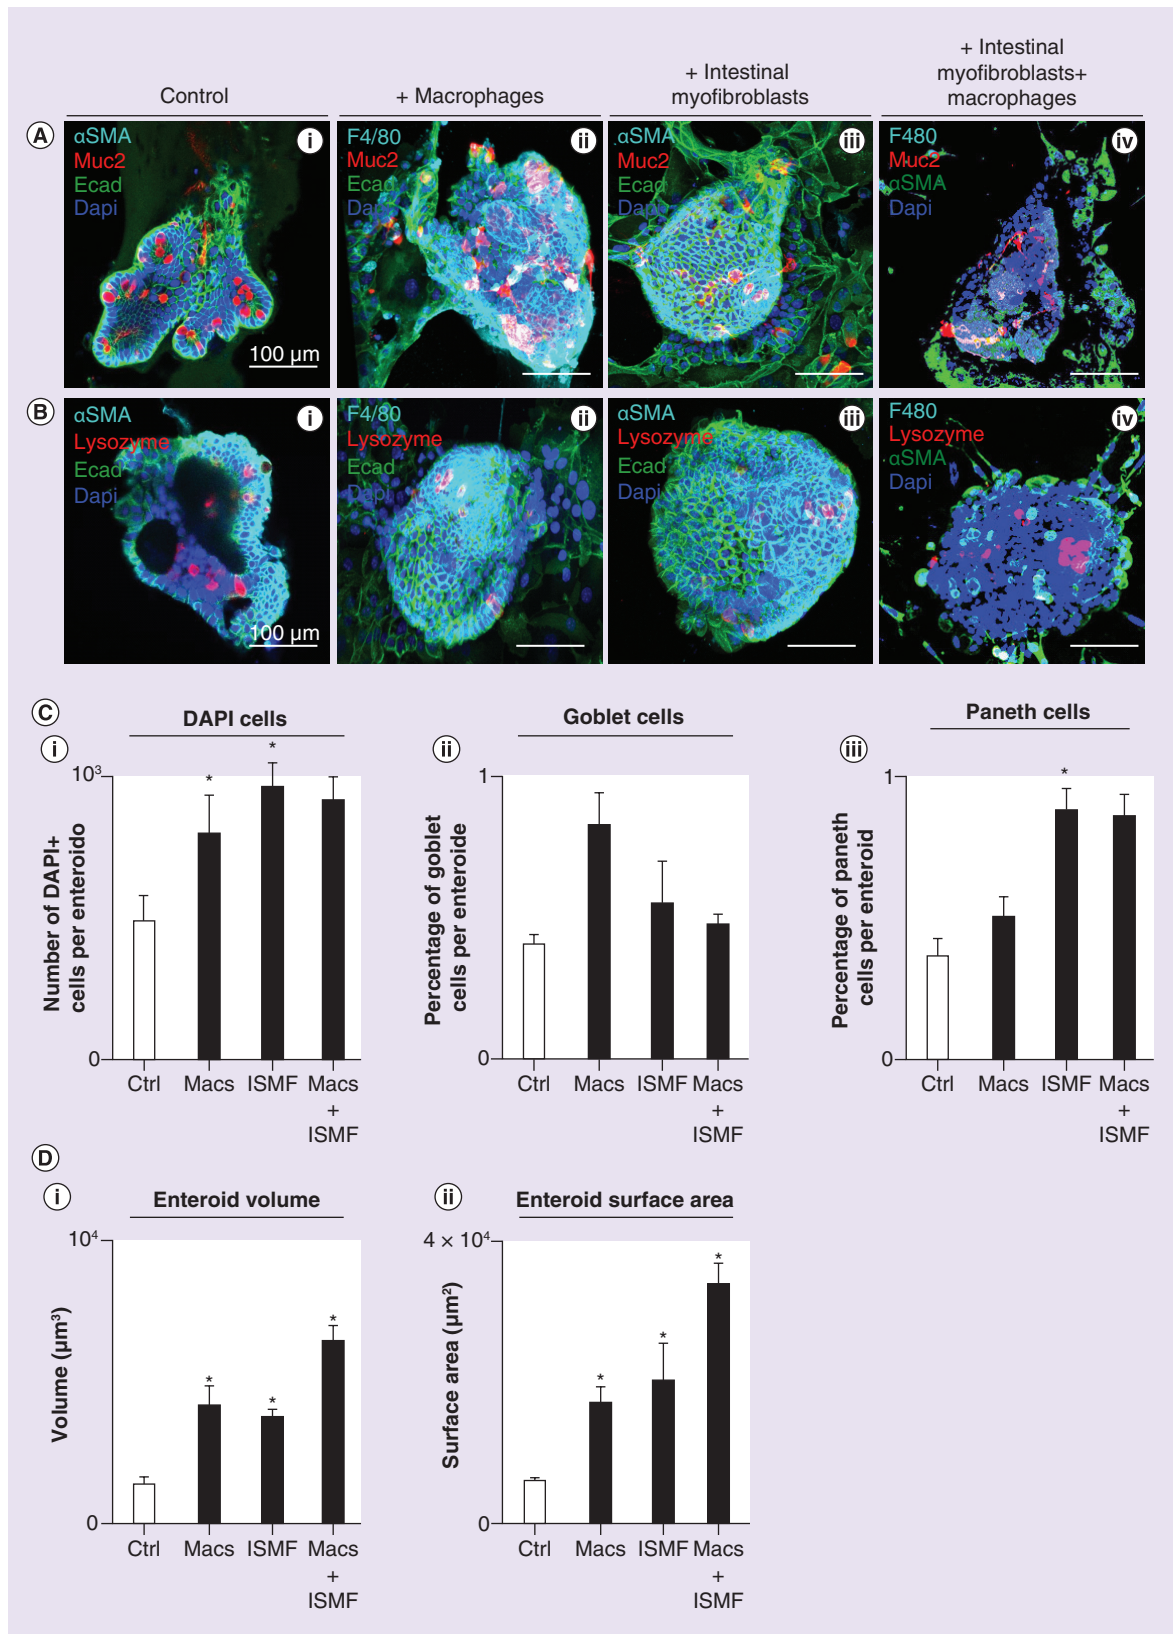 Control
+ Macrophages
+ Intestinal
myofibroblasts
+ Intestinal
myofibroblasts+
macrophages
A
αSMA
Muc2
Ecad
Dapi
i
100 µm
F4/80
Muc2
Ecad
Dapi
ii
αSMA
Muc2
Ecad
Dapi
iii
F480
Muc2
αSMA
Dapi
iv
B
αSMA
Lysozyme
Ecad
Dapi
i
100 µm
F4/80
Lysozyme
Ecad
Dapi
ii
αSMA
Lysozyme
Ecad
Dapi
iii
F480
Lysozyme
αSMA
Dapi
iv
C
i
DAPI cells
Number of DAPI+
cells per enteroido
10³
0
*
*
Ctrl
Macs
ISMF
Macs
+
ISMF
ii
Goblet cells
Percentage of goblet
cells per enteroide
1
0
Ctrl
Macs
ISMF
Macs
+
ISMF
iii
Paneth cells
Percentage of paneth
cells per enteroid
1
0
*
Ctrl
Macs
ISMF
Macs
+
ISMF
D
i
Enteroid volume
Volume (µm³)
10⁴
0
*
*
*
Ctrl
Macs
ISMF
Macs
+
ISMF
ii
Enteroid surface area
Surface area (µm²)
4 × 10⁴
0
*
*
*
Ctrl
Macs
ISMF
Macs
+
ISMF